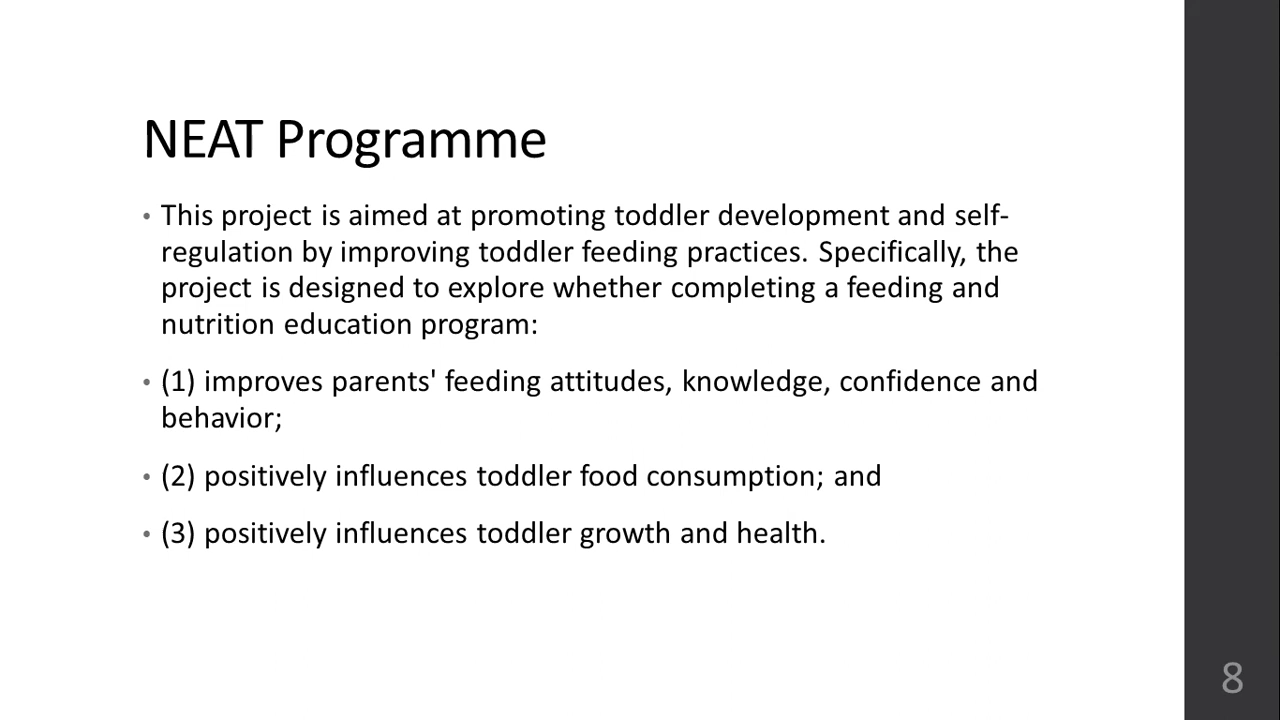 NEAT Programme
• This project is aimed at promoting toddler development and self-
regulation by improving toddler feeding practices. Specifically, the
project is designed to explore whether completing a feeding and
nutrition education program:
• (1) improves parents' feeding attitudes, knowledge, confidence and
behavior;
• (2) positively influences toddler food consumption; and
• (3) positively influences toddler growth and health.
8